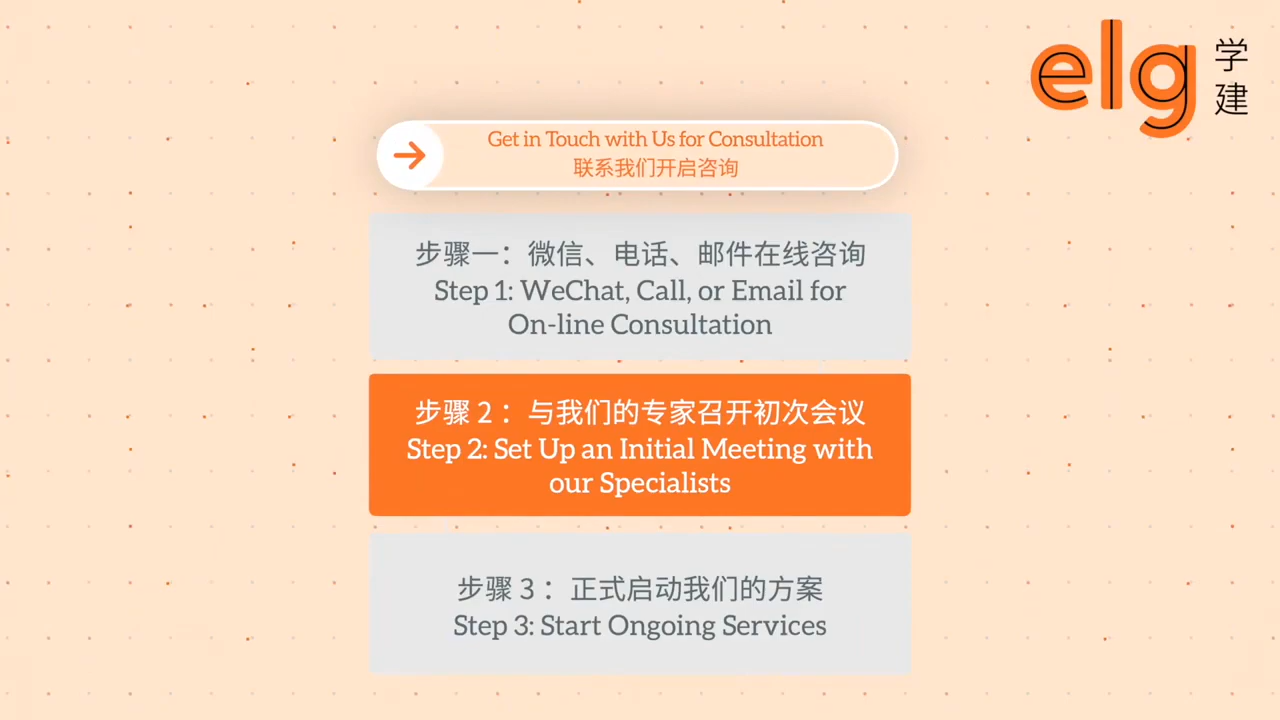 elg
学
建
Get in Touch with Us for Consultation
联系我们开启咨询
步骤一：微信、电话、邮件在线咨询
Step 1: WeChat, Call, or Email for
On-line Consultation
步骤 2 ：与我们的专家召开初次会议
Step 2: Set Up an Initial Meeting with
our Specialists
步骤 3 ：正式启动我们的方案
Step 3: Start Ongoing Services